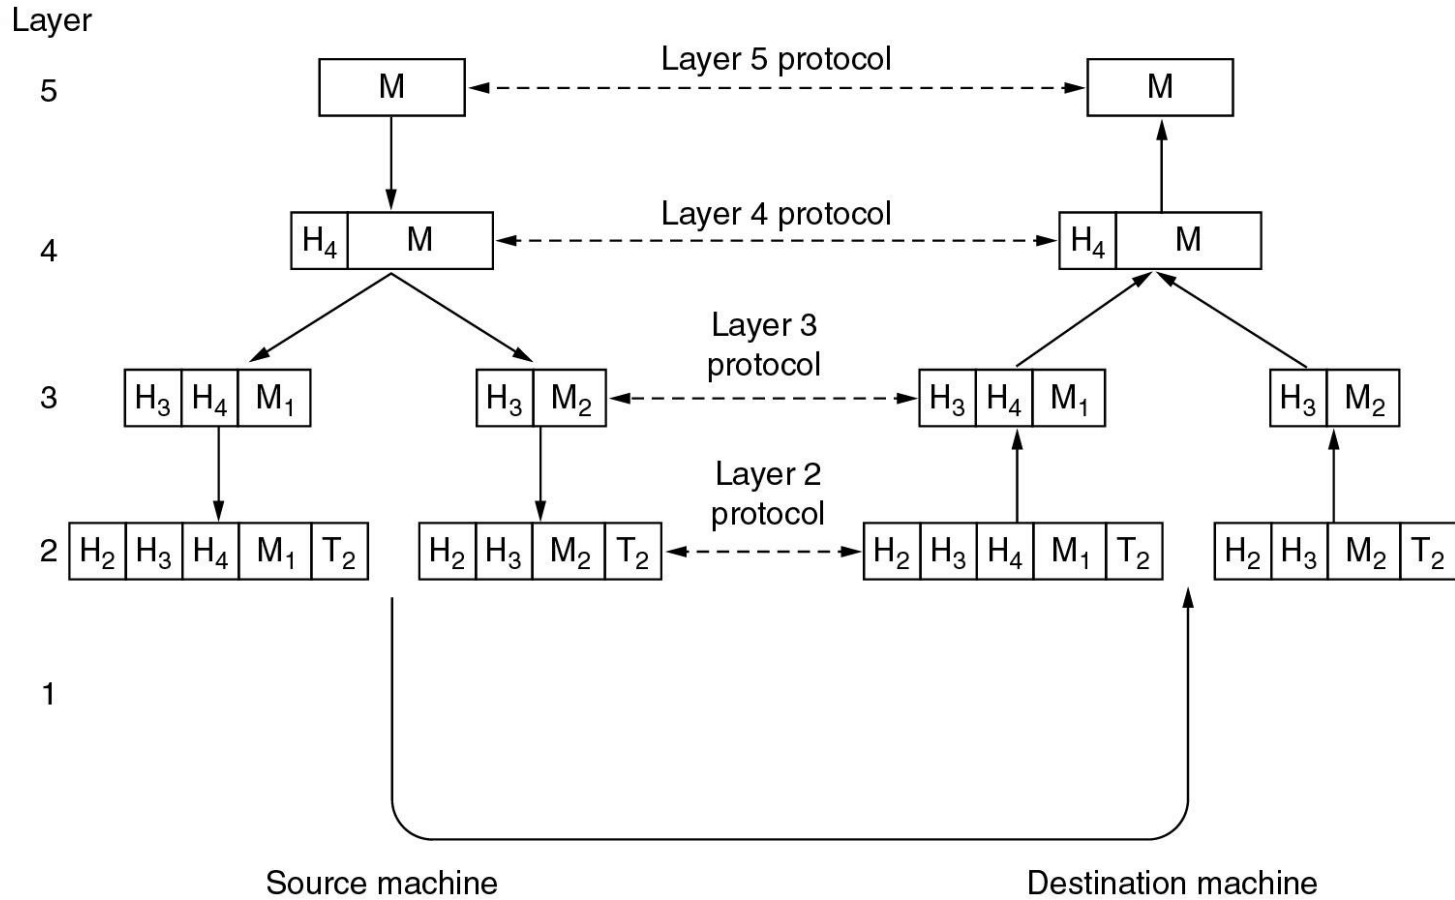 Layer
5 M Layer 5 protocol M
4 H4 M Layer 4 protocol H4 M
Layer 3
protocol
3 H3 H4 M1 H3 M2 H3 H4 M1 H3 M2
Layer 2
protocol
2 H2 H3 H4 M1 T2 H2 H3 M2 T2 H2 H3 H4 M1 T2 H2 H3 M2 T2
1
Source machine Destination machine